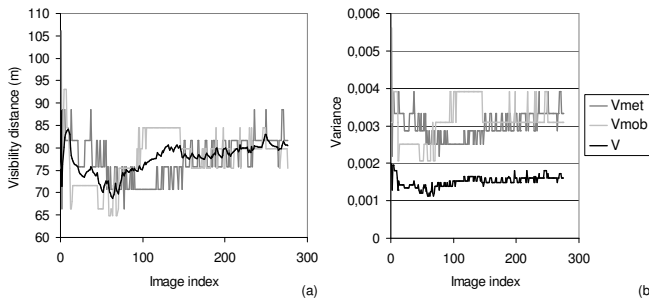 110
105
100
95
90
85
80
75
70
65
60
Visibility distance (m)
0 100 200 300
Image index
(a)
0,006
0,005
0,004
0,003
0,002
0,001
0
Variance
0 100 200 300
Image index
(b
Vmet
Vmob
V